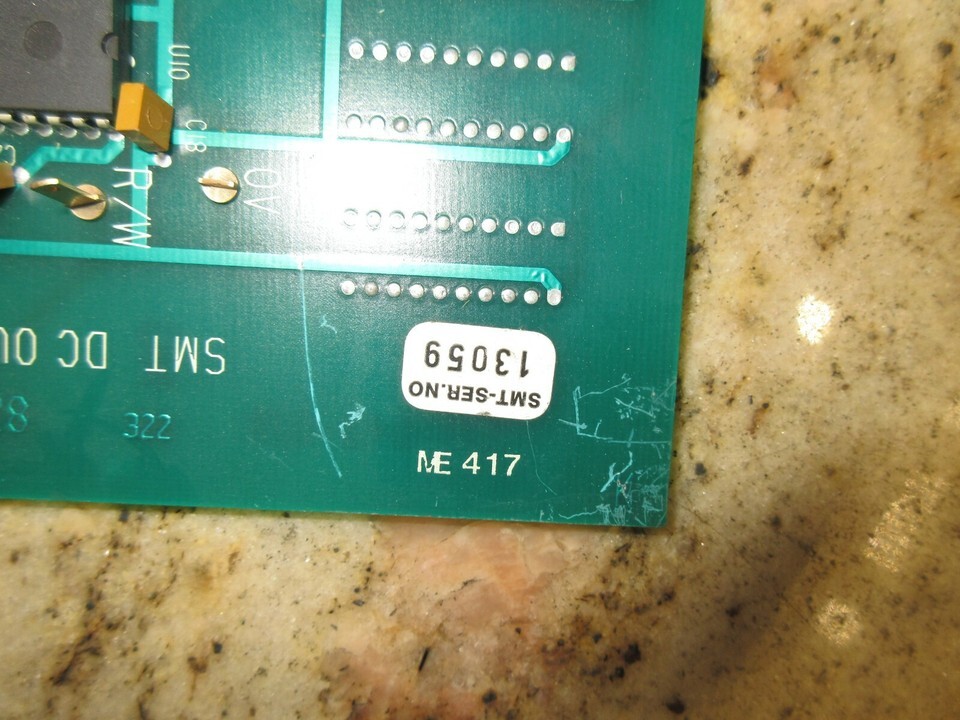 U10
C18
R/W
0V
SMT DC OU
SMT-SER.NO
13059
322
ME 417